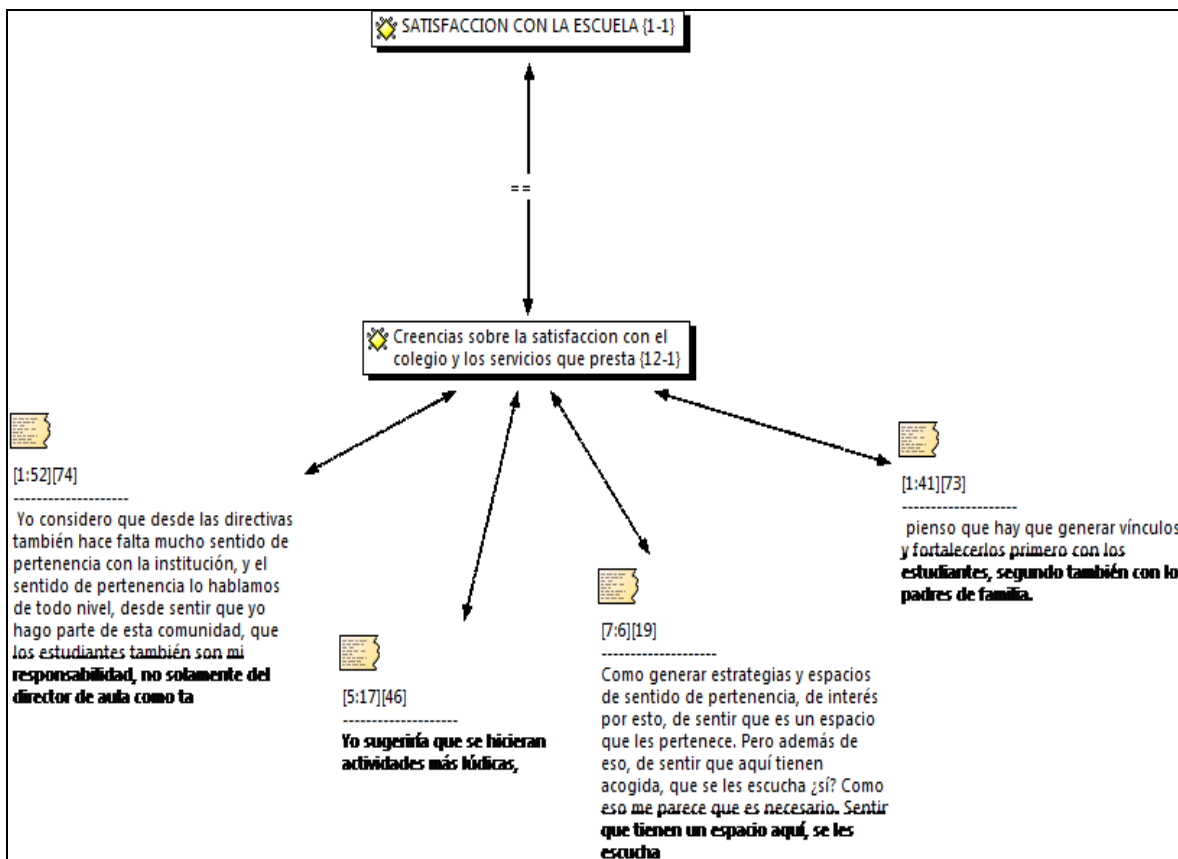 SATISFACCION CON LA ESCUELA {1-1}
==
Creencias sobre la satisfaccion con el
colegio y los servicios que presta {12-1}
[1:52][74]
--------------------
Yo considero que desde las directivas
también hace falta mucho sentido de
pertenencia con la institución, y el
sentido de pertenencia lo hablamos
de todo nivel, desde sentir que yo
hago parte de esta comunidad, que
los estudiantes también son mi
responsabilidad, no solamente del
director de aula como ta
[5:17][46]
--------------------
Yo sugeriría que se hicieran
actividades más lúdicas,
[7:6][19]
--------------------
Como generar estrategias y espacios
de sentido de pertenencia, de interés
por esto, de sentir que es un espacio
que les pertenece. Pero además de
eso, de sentir que aquí tienen
acogida, que se les escucha ¿sí? Como
eso me parece que es necesario. Sentir
que tienen un espacio aquí, se les
escucha
[1:41][73]
--------------------
pienso que hay que generar vínculos
y fortalecerlos primero con los
estudiantes, segundo también con lo
padres de familia.